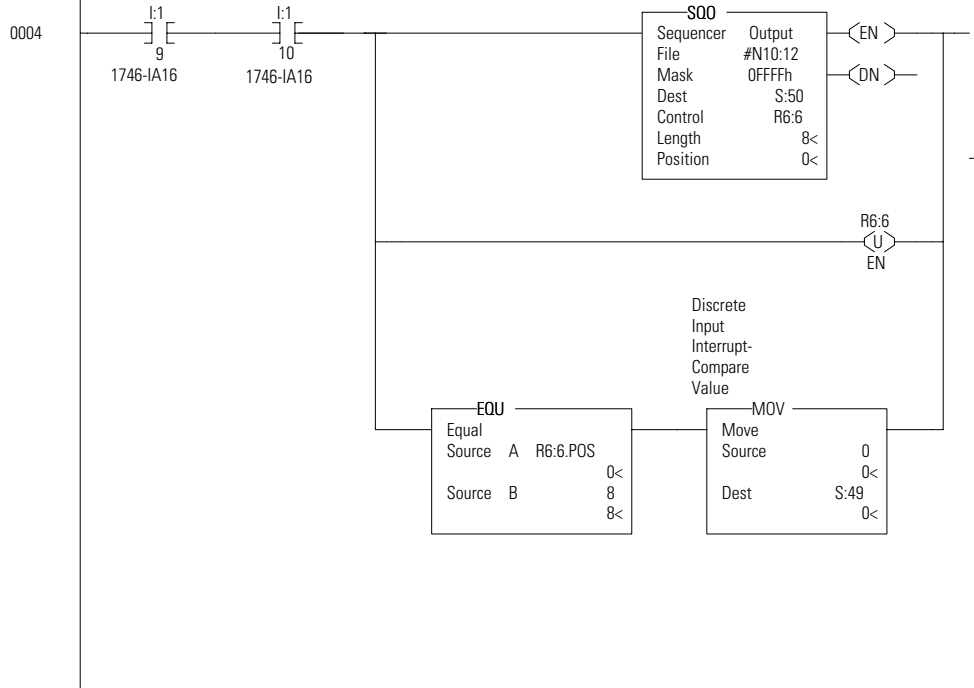 0004
I:1
9
1746-IA16
I:1
10
1746-IA16
SQO
Sequencer Output
File #N10:12
Mask 0FFFFh
Dest S:50
Control R6:6
Length 8<
Position 0<
EN
DN
R6:6
U
EN
Discrete
Input
Interrupt-
Compare
Value
EQU
Equal
Source A R6:6.POS
0<
Source B 8
8<
MOV
Move
Source 0
0<
Dest S:49
0<